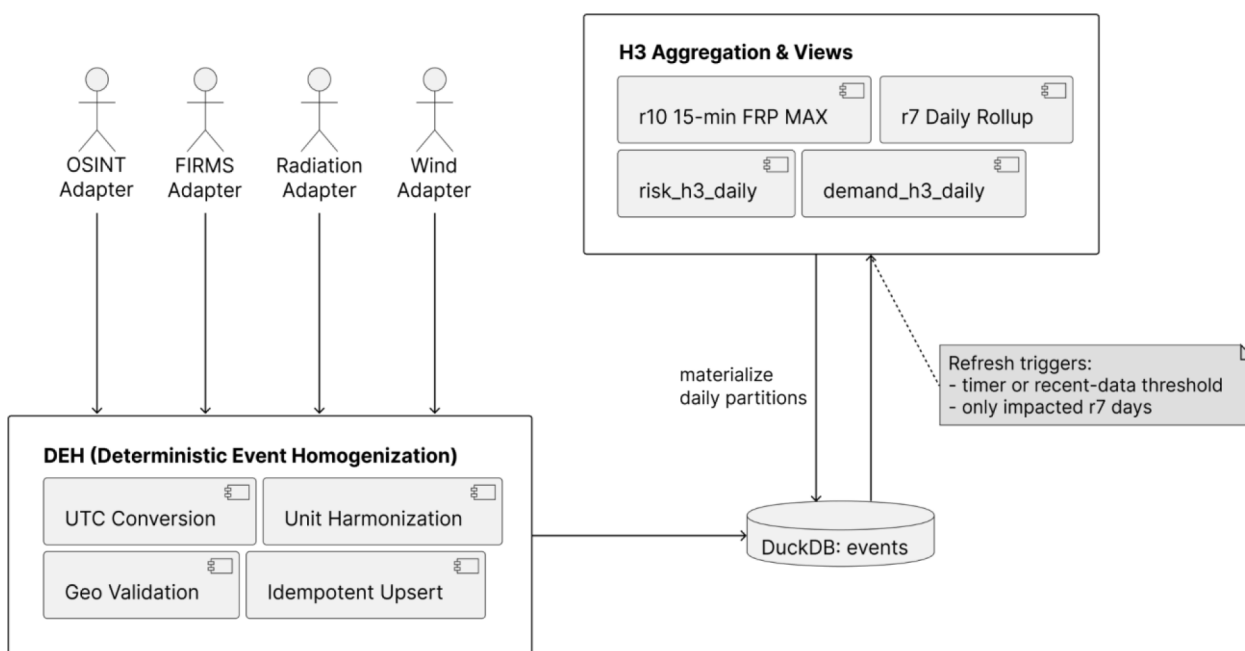 H3 Aggregation & Views
r10 15-min FRP MAX
r7 Daily Rollup
risk_h3_daily
demand_h3_daily
OSINT
Adapter
FIRMS
Adapter
Radiation
Adapter
Wind
Adapter
materialize
daily partitions
Refresh triggers:
- timer or recent-data threshold
- only impacted r7 days
DEH (Deterministic Event Homogenization)
UTC Conversion
Unit Harmonization
Geo Validation
Idempotent Upsert
DuckDB: events